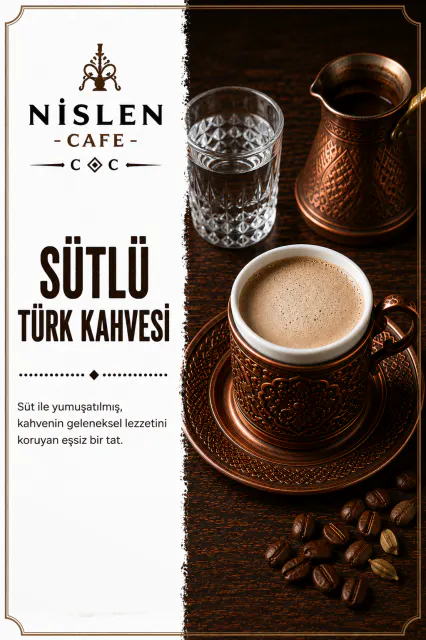 NİSLEN
- CAFE -
C C
SÜTLÜ
TÜRK KAHVESİ
Süt ile yumuşatılmış,
kahvenin geleneksel lezzetini
koruyan eşsiz bir tat.